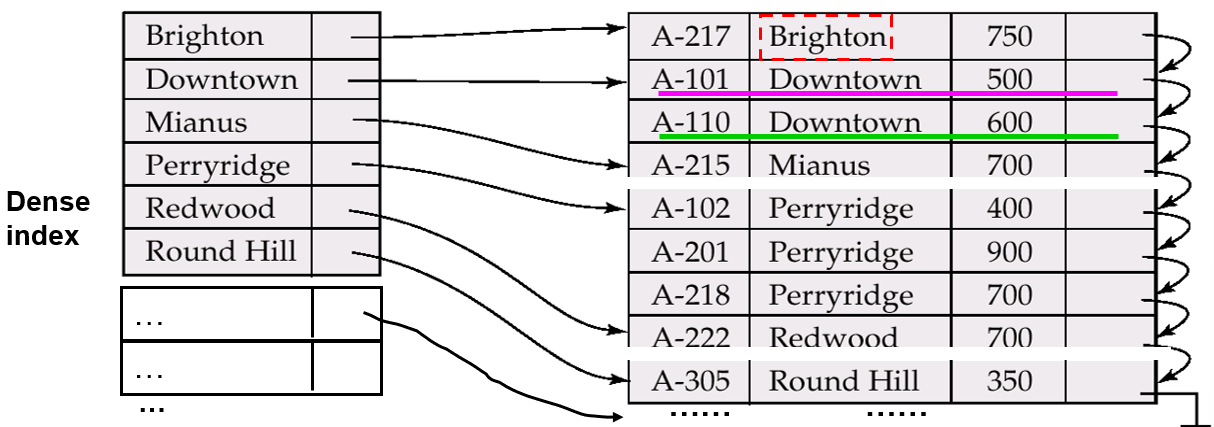 Brighton
Downtown
Mianus
Perryridge
Redwood
Round Hill
...
...
...
Dense
index
A-217 Brighton 750
A-101 Downtown 500
A-110 Downtown 600
A-215 Mianus 700
A-102 Perryridge 400
A-201 Perryridge 900
A-218 Perryridge 700
A-222 Redwood 700
A-305 Round Hill 350
...... ......